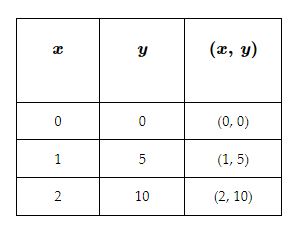 x y (x, y)
0 0 (0, 0)
1 5 (1, 5)
2 10 (2, 10)